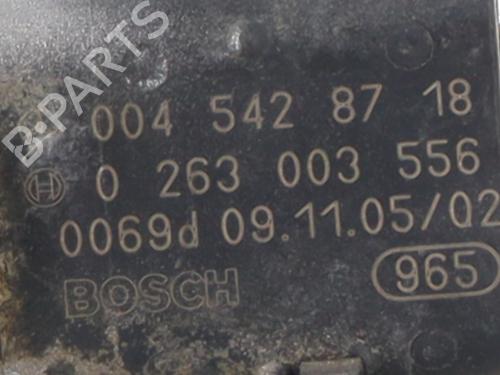 B-PARTS
004 542 87 18
0 263 003 556
0069d 09.11.05/02
BOSCH 965